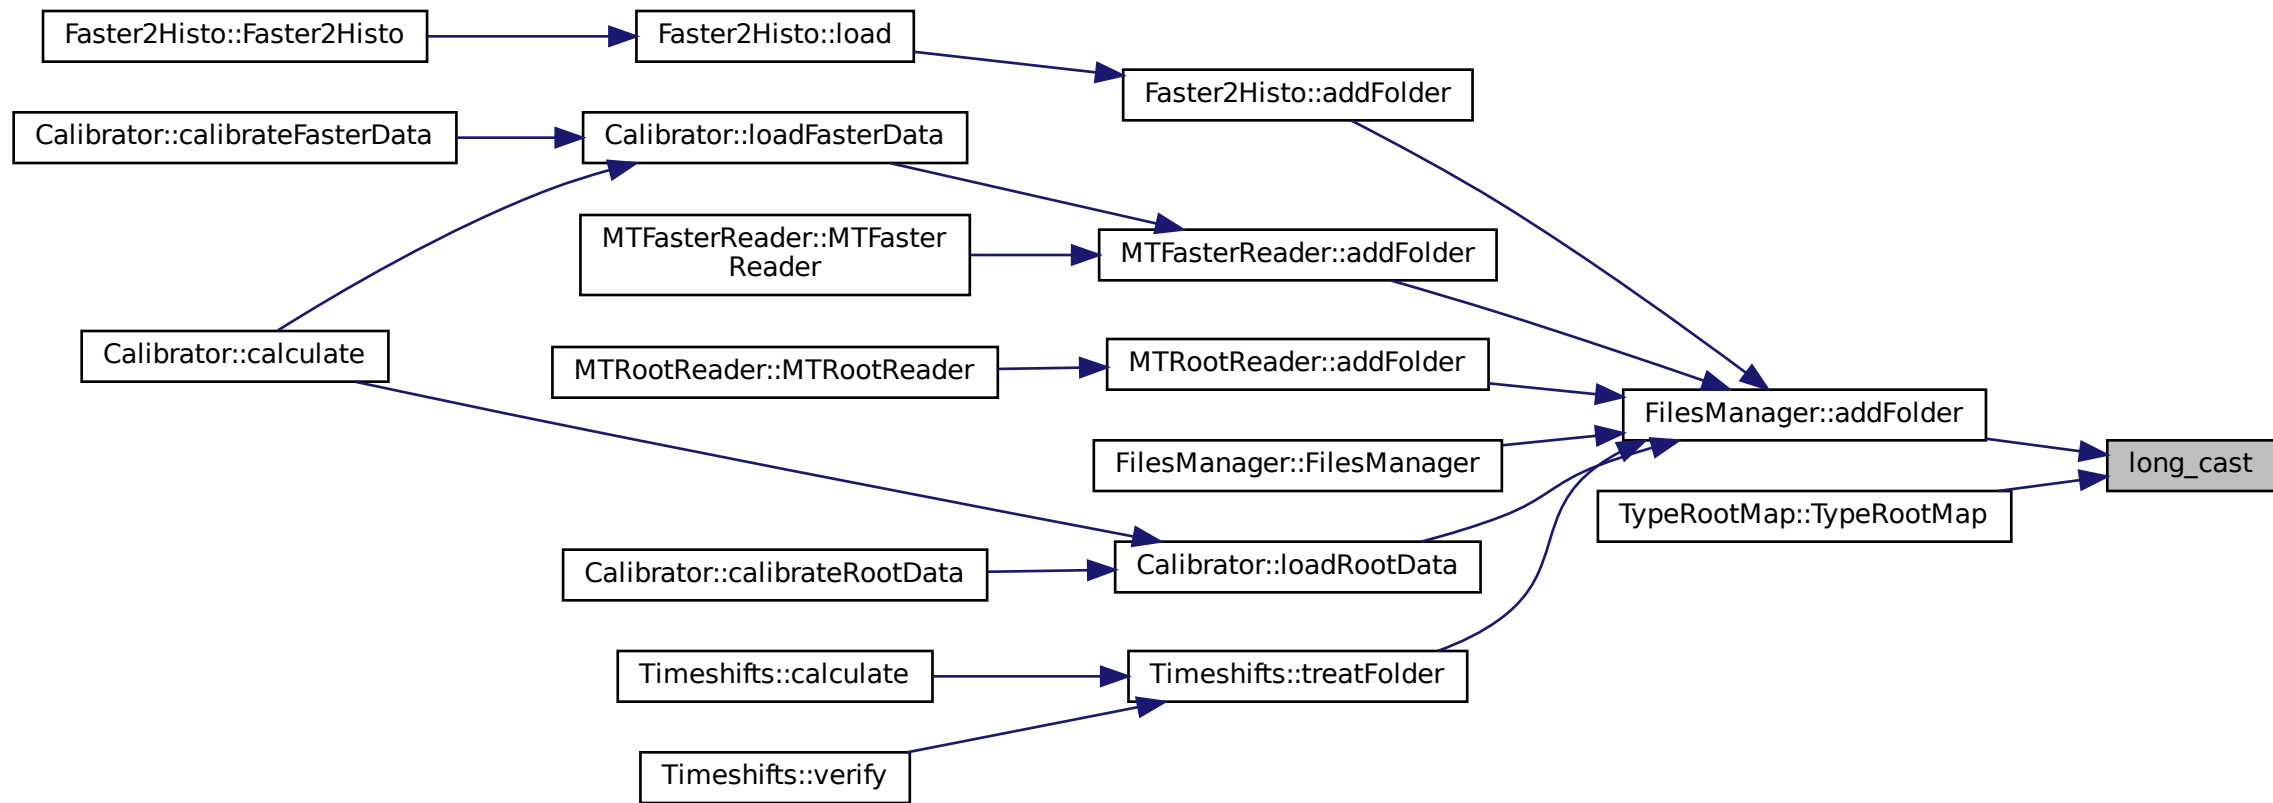 Faster2Histo::Faster2Histo
Faster2Histo::load
Faster2Histo::addFolder
Calibrator::calibrateFasterData
Calibrator::loadFasterData
MTFasterReader::MTFaster
Reader
MTFasterReader::addFolder
Calibrator::calculate
MTRootReader::MTRootReader
MTRootReader::addFolder
FilesManager::addFolder
FilesManager::FilesManager
long_cast
TypeRootMap::TypeRootMap
Calibrator::calibrateRootData
Calibrator::loadRootData
Timeshifts::calculate
Timeshifts::treatFolder
Timeshifts::verify